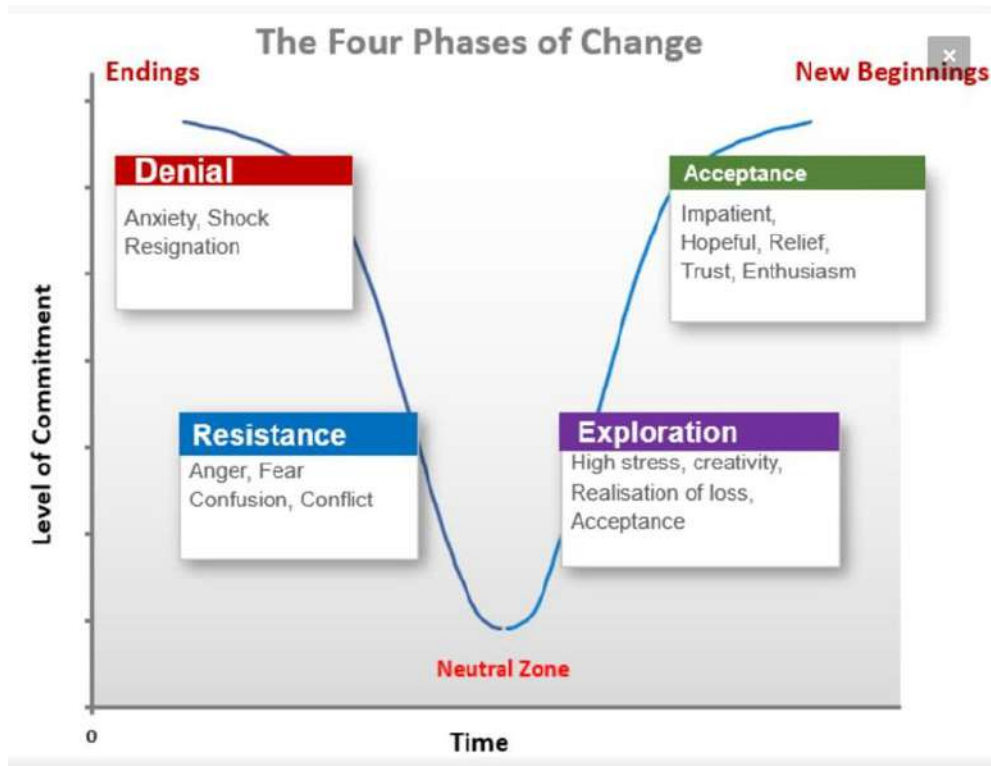 The Four Phases of Change
×
Endings
New Beginnings
Denial
Anxiety, Shock
Resignation
Acceptance
Impatient,
Hopeful, Relief,
Trust, Enthusiasm
Level of Commitment
Resistance
Anger, Fear
Confusion, Conflict
Exploration
High stress, creativity,
Realisation of loss,
Acceptance
Neutral Zone
0
Time